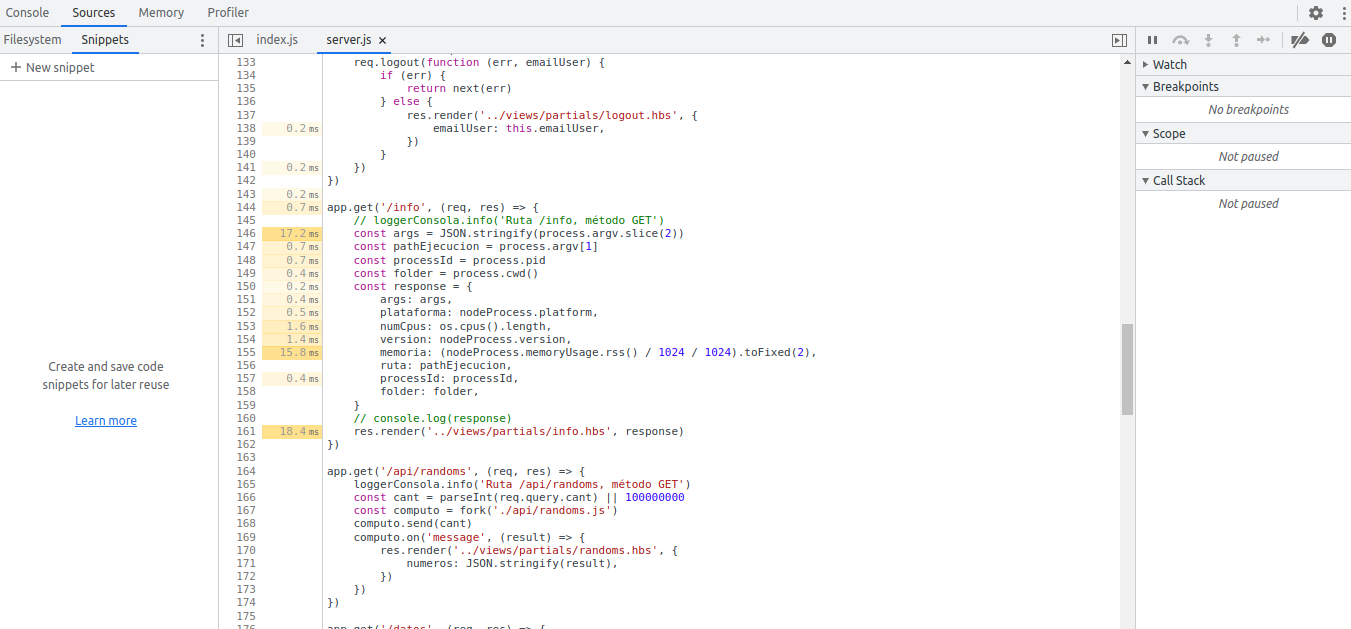 Console Sources Memory Profiler
Filesystem Snippets index.js server.js
New snippet
Create and save code
snippets for later reuse
Learn more
133 req.logout(function (err, emailUser) {
134 if (err) {
135 return next(err)
136 } else {
137 res.render('../views/partials/logout.hbs', {
138 0.2 ms emailUser: this.emailUser,
139 })
140 }
141 0.2 ms })
142 })
143 0.2 ms
144 0.7 ms app.get('/info', (req, res) => {
145 // loggerConsola.info('Ruta /info, método GET')
146 17.2 ms const args = JSON.stringify(process.argv.slice(2))
147 0.7 ms const pathEjecucion = process.argv[1]
148 0.7 ms const processId = process.pid
149 0.4 ms const folder = process.cwd()
150 0.2 ms const response = {
151 0.4 ms args: args,
152 0.5 ms plataforma: nodeProcess.platform,
153 1.6 ms numCpus: os.cpus().length,
154 1.4 ms version: nodeProcess.version,
155 15.8 ms memoria: (nodeProcess.memoryUsage.rss() / 1024 / 1024).toFixed(2),
156 ruta: pathEjecucion,
157 0.4 ms processId: processId,
158 folder: folder,
159 }
160 // console.log(response)
161 18.4 ms res.render('../views/partials/info.hbs', response)
162 })
163
164 app.get('/api/randoms', (req, res) => {
165 loggerConsola.info('Ruta /api/randoms, método GET')
166 const cant = parseInt(req.query.cant) || 100000000
167 const computo = fork('./api/randoms.js')
168 computo.send(cant)
169 computo.on('message', (result) => {
170 res.render('../views/partials/randoms.hbs', {
171 numeros: JSON.stringify(result),
172 })
173 })
174 })
175
176 app.get('/datos', (req, res) => {
Watch
Breakpoints
No breakpoints
Scope
Not paused
Call Stack
Not paused